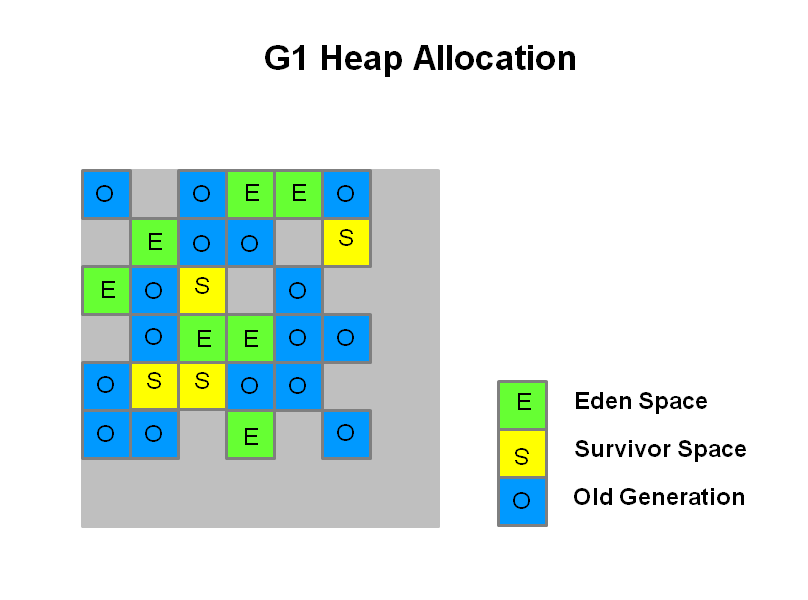 G1 Heap Allocation
O O E E O
E O O S
E O S O
O E E O O
O S S O O
O O E O
E Eden Space
S Survivor Space
O Old Generation